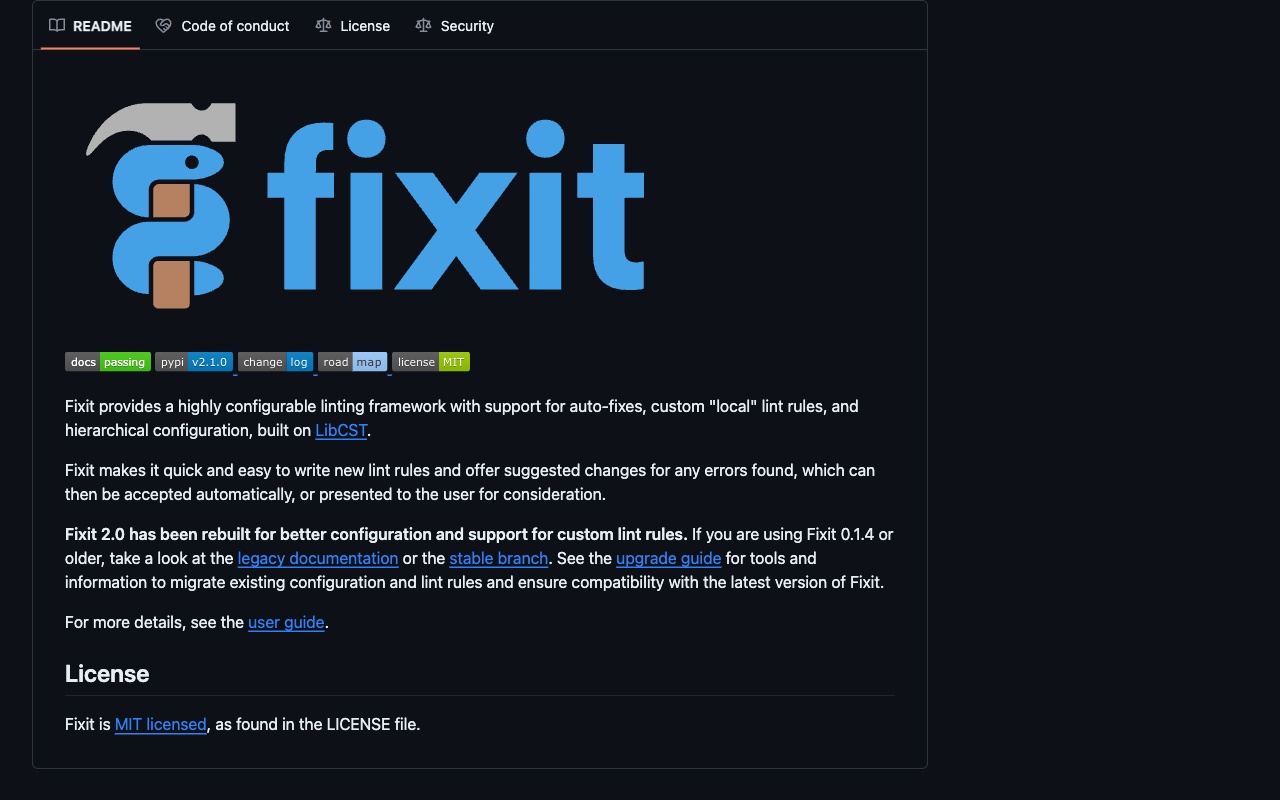 README Code of conduct License Security
fixit
docs passing pypi v2.1.0 change log road map license MIT
Fixit provides a highly configurable linting framework with support for auto-fixes, custom "local" lint rules, and
hierarchical configuration, built on LibCST.
Fixit makes it quick and easy to write new lint rules and offer suggested changes for any errors found, which can
then be accepted automatically, or presented to the user for consideration.
Fixit 2.0 has been rebuilt for better configuration and support for custom lint rules. If you are using Fixit 0.1.4 or
older, take a look at the legacy documentation or the stable branch. See the upgrade guide for tools and
information to migrate existing configuration and lint rules and ensure compatibility with the latest version of Fixit.
For more details, see the user guide.
License
Fixit is MIT licensed, as found in the LICENSE file.